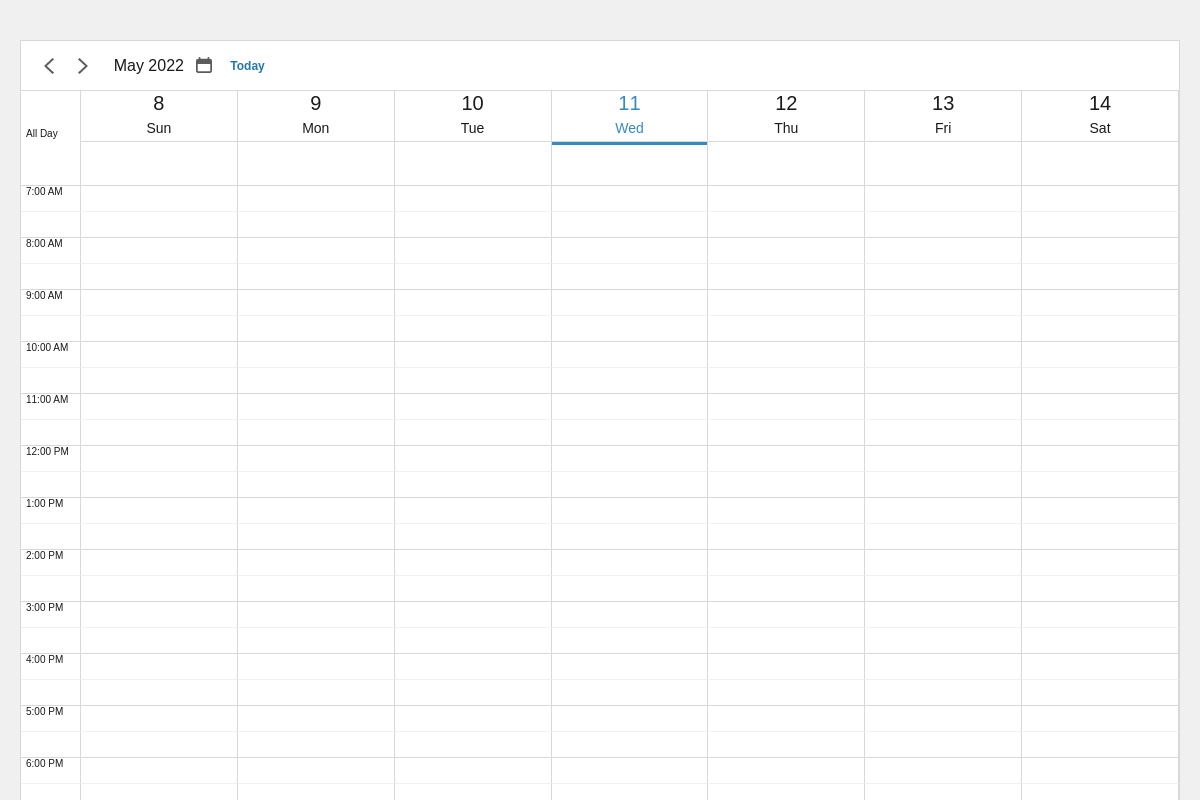 May 2022 Today
8 9 10 11 12 13 14
Sun Mon Tue Wed Thu Fri Sat
All Day
7:00 AM
8:00 AM
9:00 AM
10:00 AM
11:00 AM
12:00 PM
1:00 PM
2:00 PM
3:00 PM
4:00 PM
5:00 PM
6:00 PM